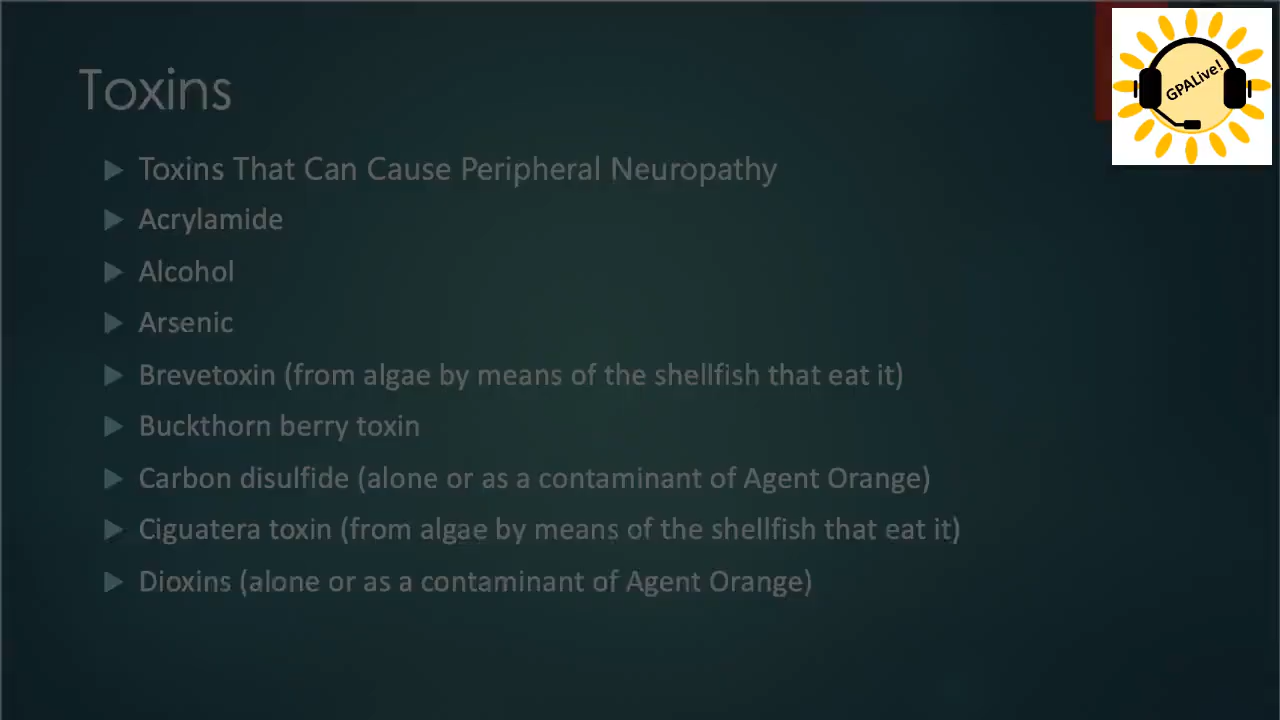 Toxins
GPALive!
Toxins That Can Cause Peripheral Neuropathy
Acrylamide
Alcohol
Arsenic
Brevetoxin (from algae by means of the shellfish that eat it)
Buckthorn berry toxin
Carbon disulfide (alone or as a contaminant of Agent Orange)
Ciguatera toxin (from algae by means of the shellfish that eat it)
Dioxins (alone or as a contaminant of Agent Orange)